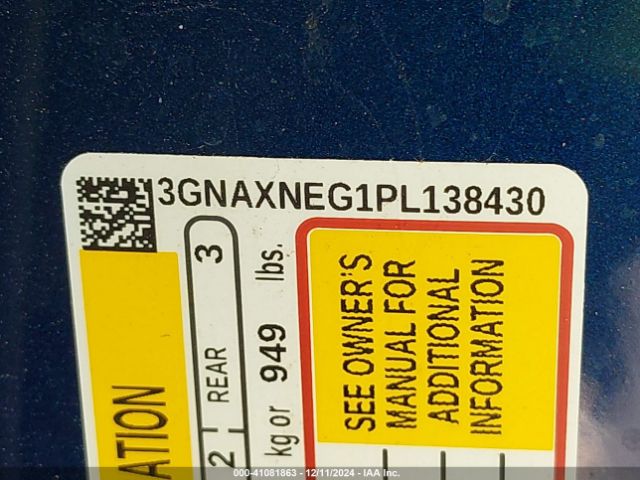 3GNAXNEG1PL138430
ATION
2 REAR 3
kg or 949 lbs.
SEE OWNER'S
MANUAL FOR
ADDITIONAL
INFORMATION
000-41081863 - 12/11/2024 - IAA Inc.